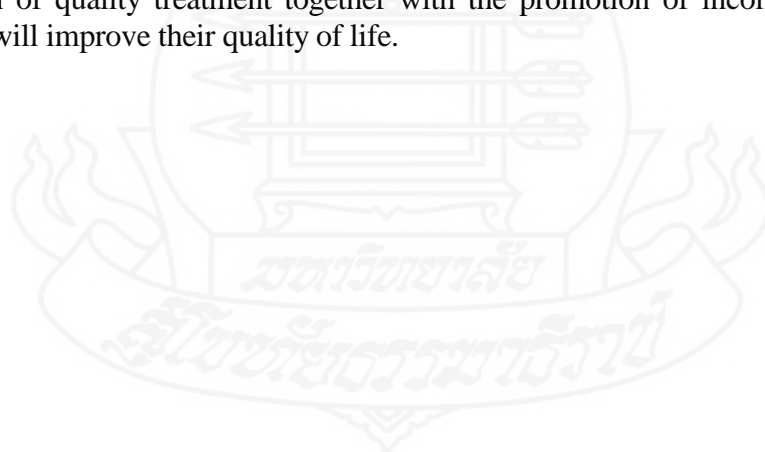 of quality treatment together with the promotion of
will improve their quality of life.
มหาวิทยาลัย
สุโขทัยธรรมาธิราช